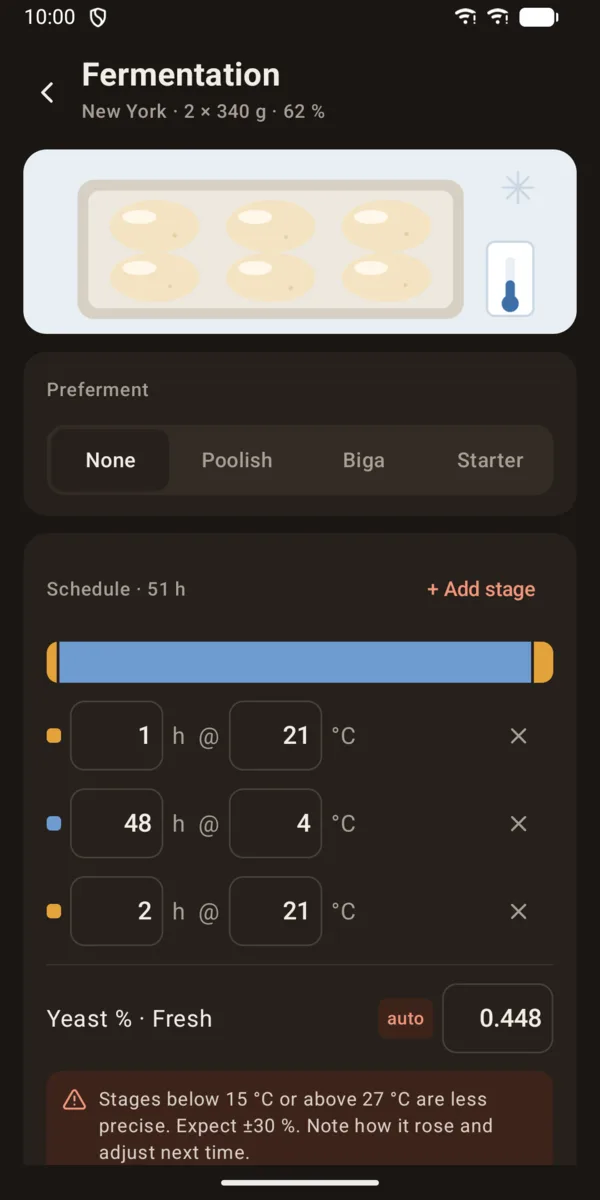 10:00
Fermentation
New York · 2 × 340 g · 62 %
Preferment
None Poolish Biga Starter
Schedule · 51 h + Add stage
1 h @ 21 °C
48 h @ 4 °C
2 h @ 21 °C
Yeast % · Fresh auto 0.448
Stages below 15 °C or above 27 °C are less
precise. Expect ±30 %. Note how it rose and
adjust next time.